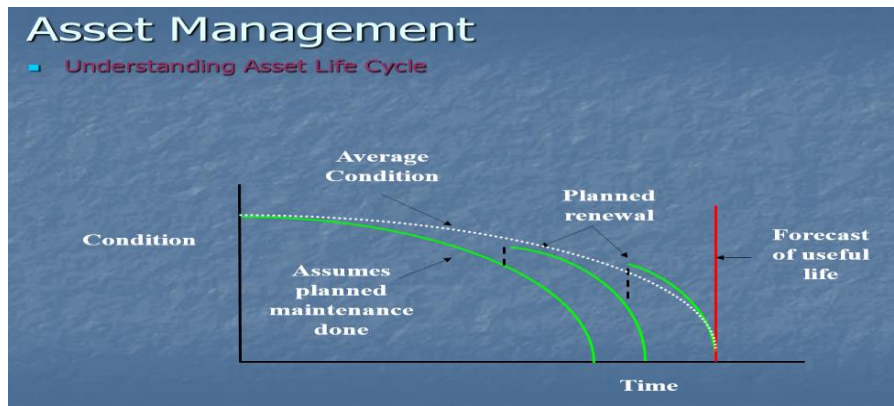 Asset Management
Understanding Asset Life Cycle
Average
Condition
Planned
renewal
Condition
Forecast
of useful
life
Assumes
planned
maintenance
done
Time